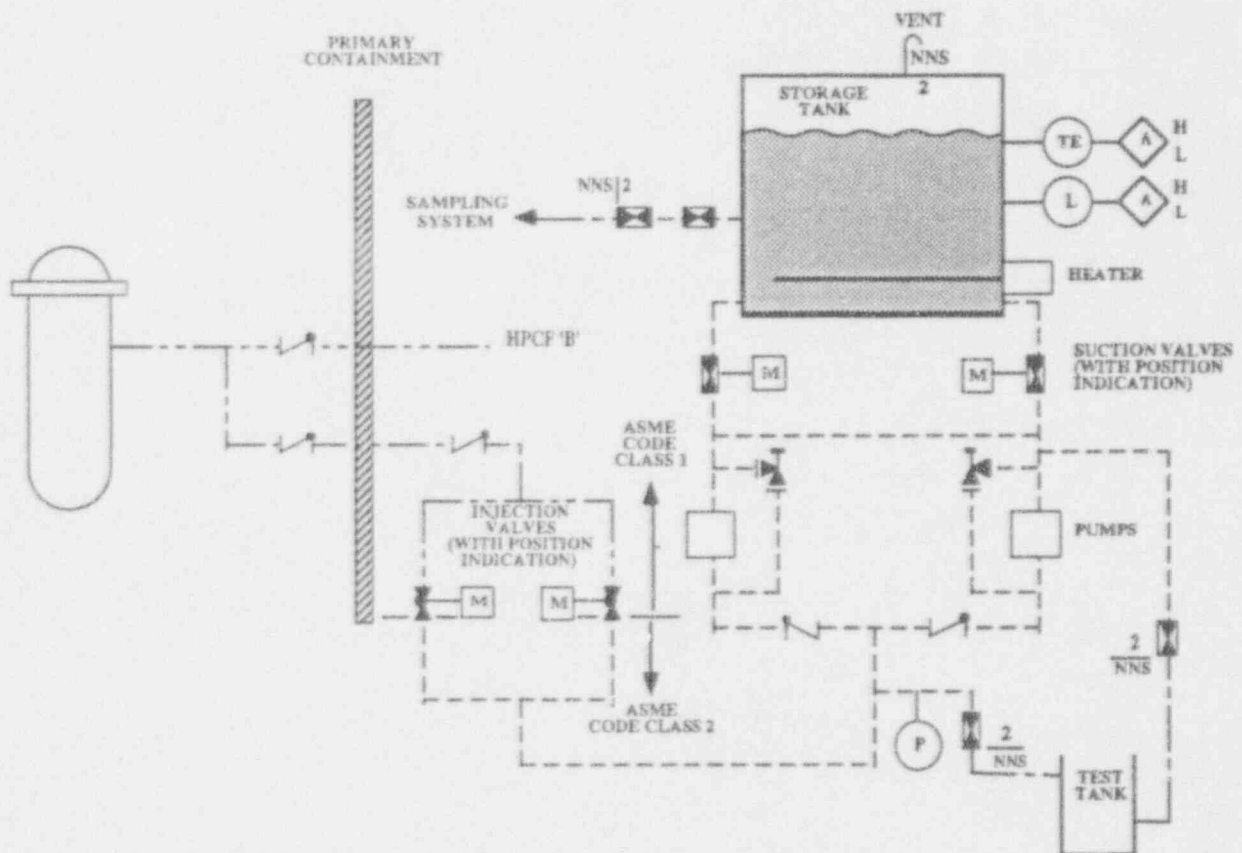 VENT
NNS
2
PRIMARY
CONTAINMENT
STORAGE
TANK
TE
A
H
L
L
A
H
L
NNS|2
SAMPLING
SYSTEM
HEATER
HPCF 'B'
M
M
SUCTION VALVES
(WITH POSITION
INDICATION)
ASME
CODE
CLASS 1
INJECTION
VALVES
(WITH POSITION
INDICATION)
PUMPS
M
M
2
NNS
ASME
CODE CLASS 2
P
2
NNS
TEST
TANK